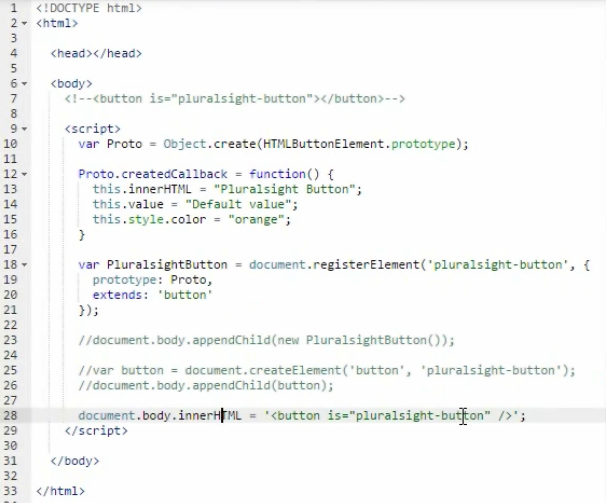 1 <!DOCTYPE html>
2 <html>
3
4 <head></head>
5
6 <body>
7 <!--<button is="pluralsight-button"></button>-->
8
9 <script>
10 var Proto = Object.create(HTMLButtonElement.prototype);
11
12 Proto.createdCallback = function() {
13 this.innerHTML = "Pluralsight Button";
14 this.value = "Default value";
15 this.style.color = "orange";
16 }
17
18 var PluralsightButton = document.registerElement('pluralsight-button', {
19 prototype: Proto,
20 extends: 'button'
21 });
22
23 //document.body.appendChild(new PluralsightButton());
24
25 //var button = document.createElement('button', 'pluralsight-button');
26 //document.body.appendChild(button);
27
28 document.body.innerHTML = '<button is="pluralsight-button" />';
29 </script>
30
31 </body>
32
33 </html>